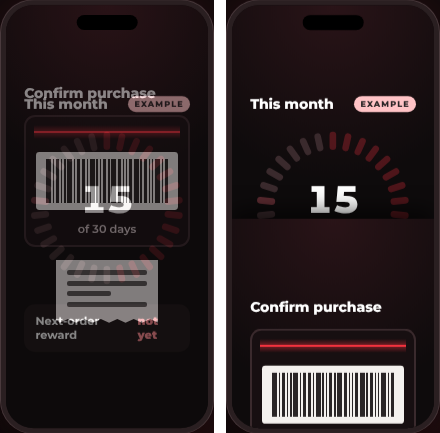 Confirm purchase
This month
EXAMPLE
15
of 30 days
Next-order
reward
not
yet
This month
EXAMPLE
15
Confirm purchase